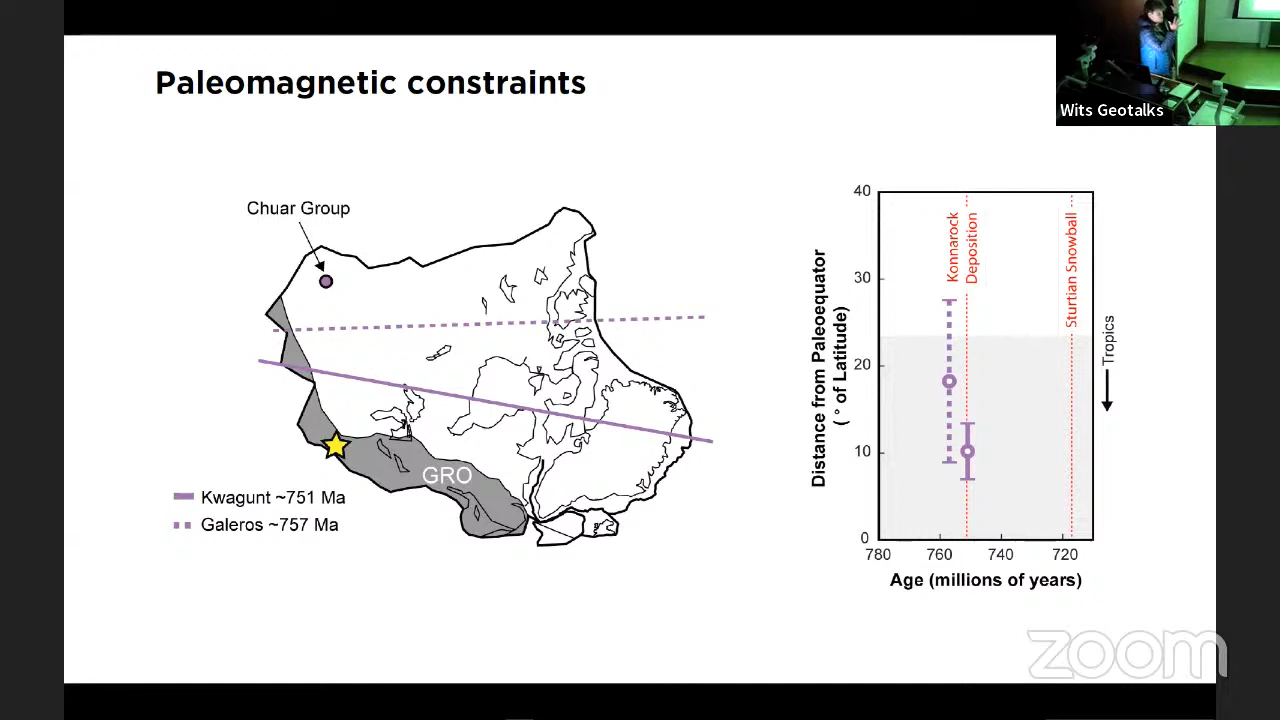 Paleomagnetic constraints
Wits Geotalks
Chuar Group
GRO
Kwagunt ~751 Ma
Galeros ~757 Ma
Distance from Paleoequator
( ° of Latitude)
40
30
20
10
0
780
760
740
720
Age (millions of years)
Konnarock
Deposition
Sturtian Snowball
Tropics
zoom